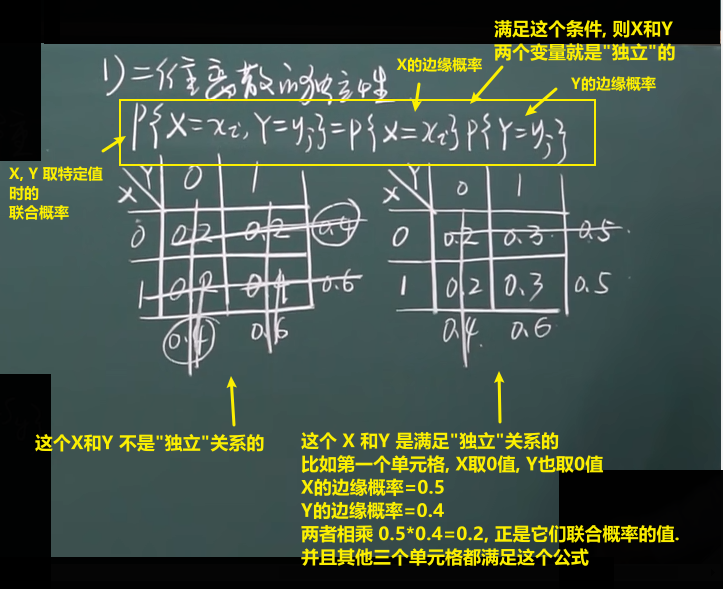 满足这个条件, 则X和Y
两个变量就是"独立"的
X的边缘概率
Y的边缘概率
1) 二维离散的独立性
P{X=xi, Y=yj}=P{X=xi}P{Y=yj}
X, Y 取特定值
时的
联合概率
X Y 0 1
0 0.2 0.2 0.4
1 0.2 0.4 0.6
0.4 0.6
X Y 0 1
0 0.2 0.3 0.5
1 0.2 0.3 0.5
0.4 0.6
这个X和Y 不是"独立"关系的
这个 X 和Y 是满足"独立"关系的
比如第一个单元格, X取0值, Y也取0值
X的边缘概率=0.5
Y的边缘概率=0.4
两者相乘 0.5*0.4=0.2, 正是它们联合概率的值.
并且其他三个单元格都满足这个公式